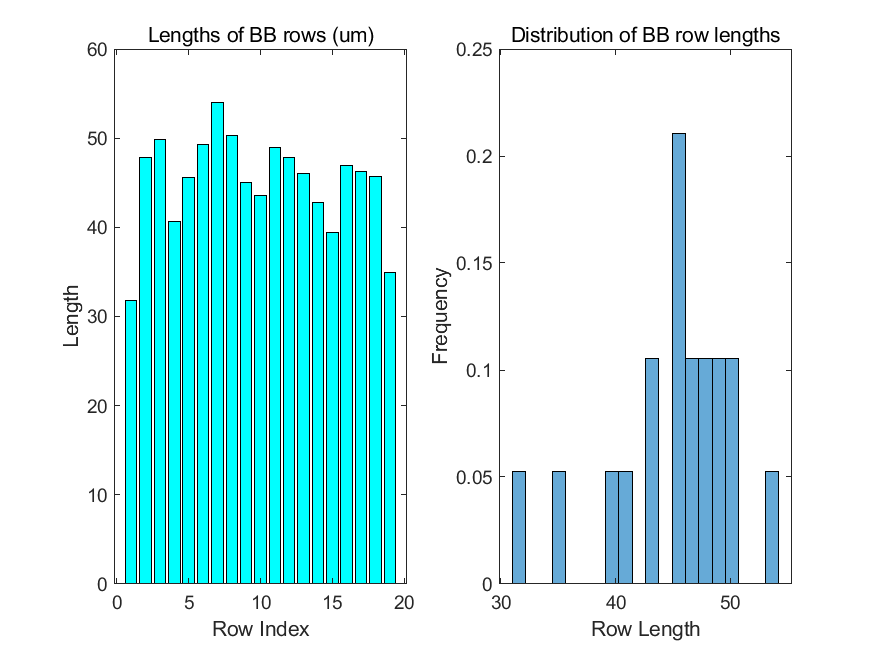 Lengths of BB rows (um)
60
50
40
30
20
10
0
Length
0 5 10 15 20
Row Index
Distribution of BB row lengths
0.25
0.2
0.15
0.1
0.05
0
Frequency
30 40 50
Row Length